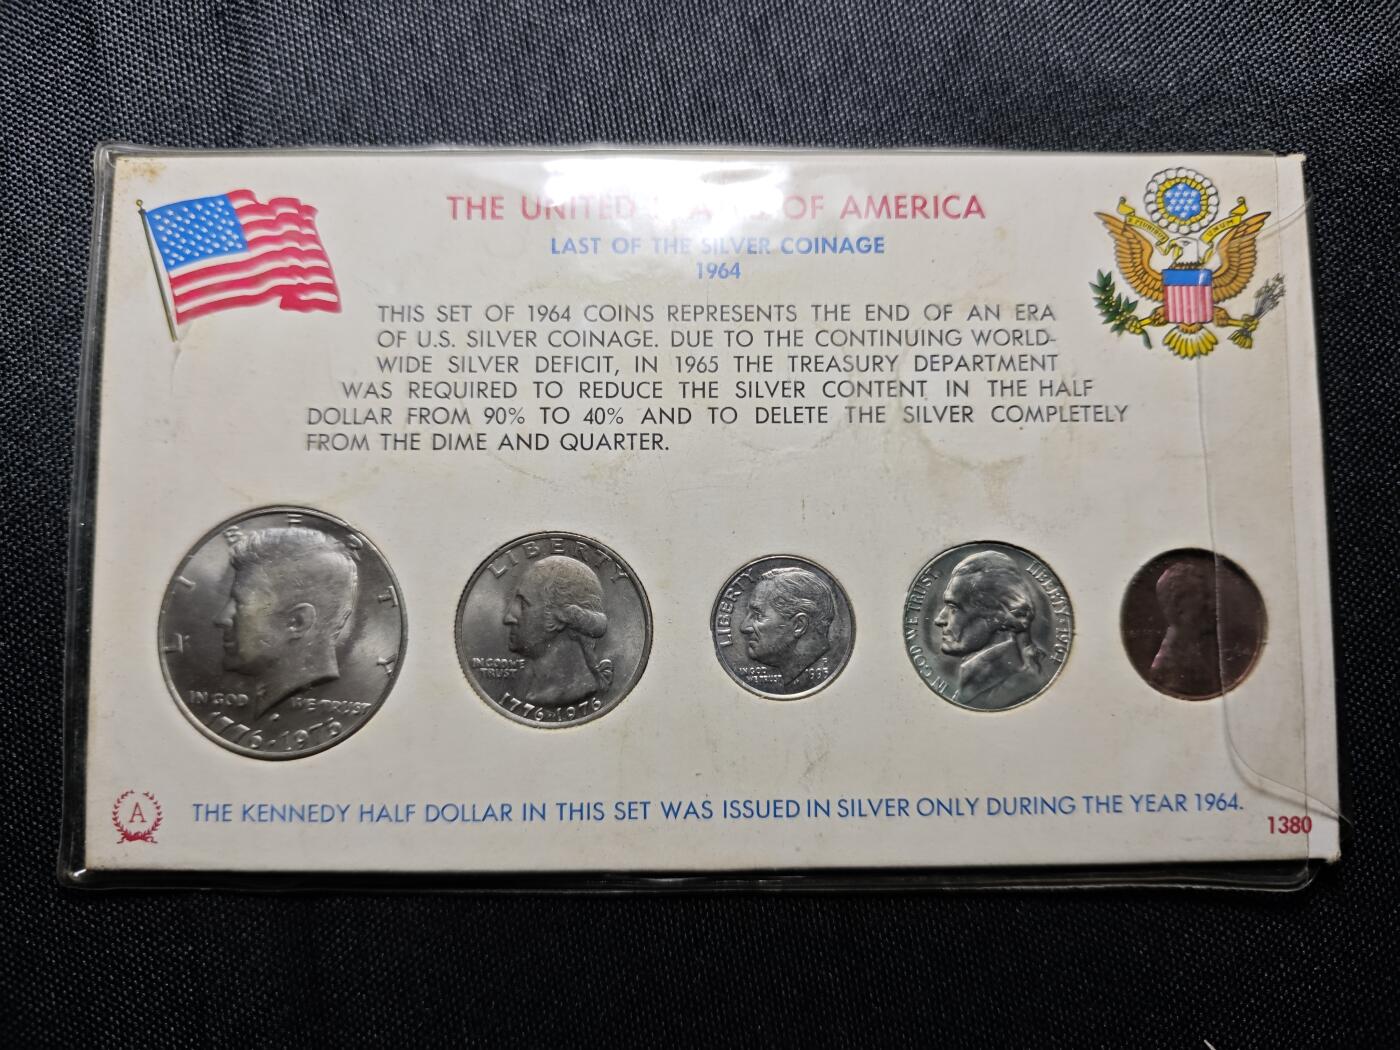 THE UNITED STATES OF AMERICA
LAST OF THE SILVER COINAGE
1964
THIS SET OF 1964 COINS REPRESENTS THE END OF AN ERA
OF U.S. SILVER COINAGE. DUE TO THE CONTINUING WORLD-
WIDE SILVER DEFICIT, IN 1965 THE TREASURY DEPARTMENT
WAS REQUIRED TO REDUCE THE SILVER CONTENT IN THE HALF
DOLLAR FROM 90% TO 40% AND TO DELETE THE SILVER COMPLETELY
FROM THE DIME AND QUARTER.
LIBERTY
IN GOD WE TRUST
1776-1976
LIBERTY
IN GOD WE
TRUST
1776-1976
LIBERTY
IN GOD
WE TRUST
P
IN GOD WE TRUST
LIBERTY 1964
A
THE KENNEDY HALF DOLLAR IN THIS SET WAS ISSUED IN SILVER ONLY DURING THE YEAR 1964.
1380